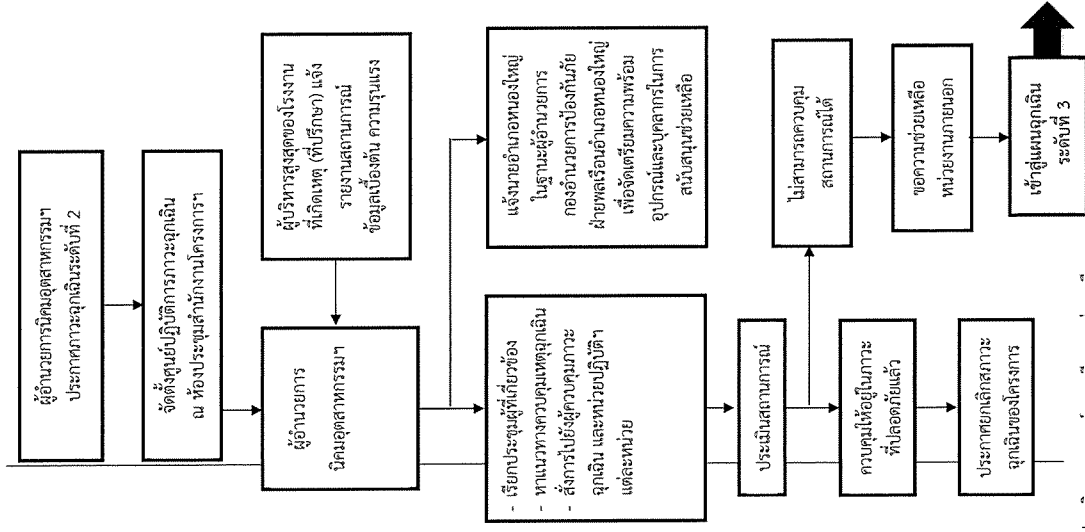 ผู้อำนวยการนิคมอุตสาหกรรมฯ
ประกาศภาวะฉุกเฉินระดับที่ 2
จัดตั้งศูนย์ปฏิบัติการภาวะฉุกเฉิน
ณ ห้องประชุมสำนักงานโครงการฯ
ผู้บริหารสูงสุดของโรงงาน
ที่เกิดเหตุ (ที่ปรึกษา) แจ้ง
รายงานสถานการณ์
ข้อมูลเบื้องต้น ความรุนแรง
ผู้อำนวยการ
นิคมอุตสาหกรรมฯ
แจ้งนายอำเภอหนองใหญ่
ในฐานะผู้อำนวยการ
กองอำนวยการป้องกันภัย
ฝ่ายพลเรือนอำเภอหนองใหญ่
เพื่อจัดเตรียมความพร้อม
อุปกรณ์และบุคลากรในการ
สนับสนุนช่วยเหลือ
- เรียกประชุมผู้ที่เกี่ยวข้อง
- หาแนวทางควบคุมเหตุฉุกเฉิน
- สั่งการไปยังผู้ควบคุมภาวะ
ฉุกเฉิน และหน่วยปฏิบัติฯ
แต่ละหน่วย
ประเมินสถานการณ์
ไม่สามารถควบคุม
สถานการณ์ได้
ควบคุมให้อยู่ในภาวะ
ที่ปลอดภัยแล้ว
ขอความช่วยเหลือ
หน่วยงานภายนอก
ประกาศยกเลิกสภาวะ
ฉุกเฉินของโครงการ
เข้าสู่แผนฉุกเฉิน
ระดับที่ 3